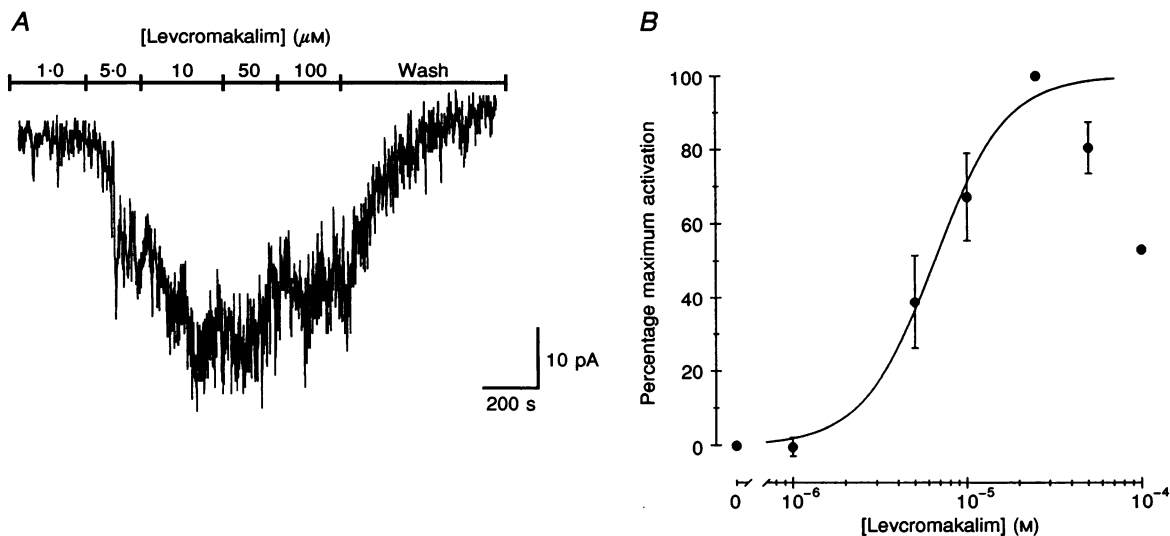 A
[Levcromakalim] (μM)
1·0 5·0 10 50 100 Wash
10 pA
200 s
B
Percentage maximum activation
100
80
60
40
20
0
0 10⁻⁶ 10⁻⁵ 10⁻⁴
[Levcromakalim] (M)